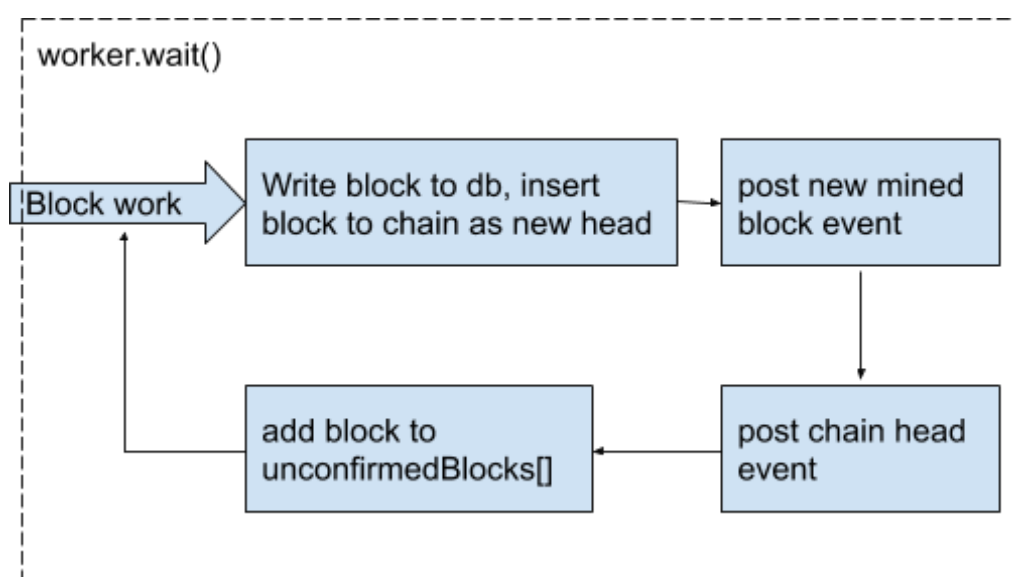 worker.wait()
Block work
Write block to db, insert
block to chain as new head
post new mined
block event
add block to
unconfirmedBlocks[]
post chain head
event